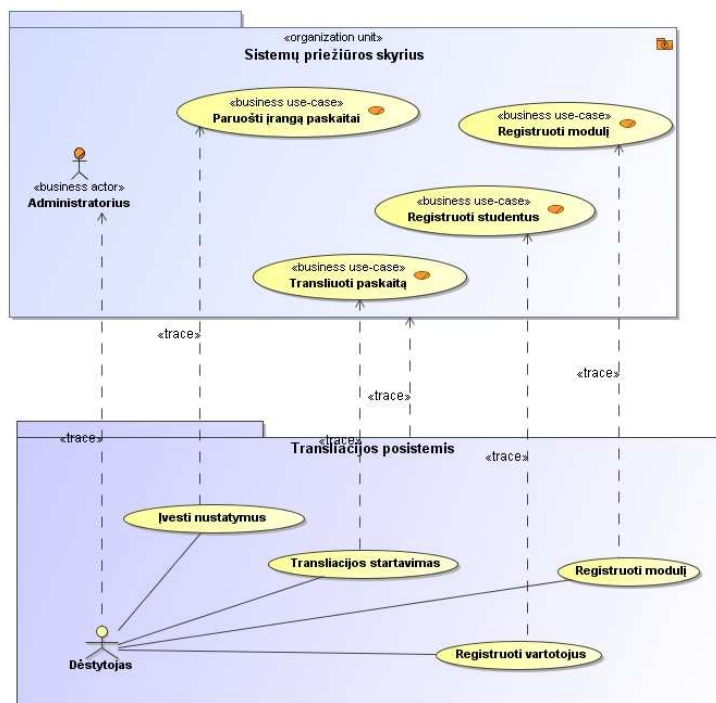 «organization unit»
Sistemų priežiūros skyrius
«business use-case»
Paruošti įrangą paskaitai
«business use-case»
Registruoti modulį
«business actor»
Administratorius
«business use-case»
Registruoti studentus
«business use-case»
Transliuoti paskaitą
«trace»
«trace»
«trace»
«trace»
«trace»
«trace»
Transliacijos posistemis
Įvesti nustatymus
Transliacijos startavimas
Registruoti modulį
Registruoti vartotojus
Dėstytojas